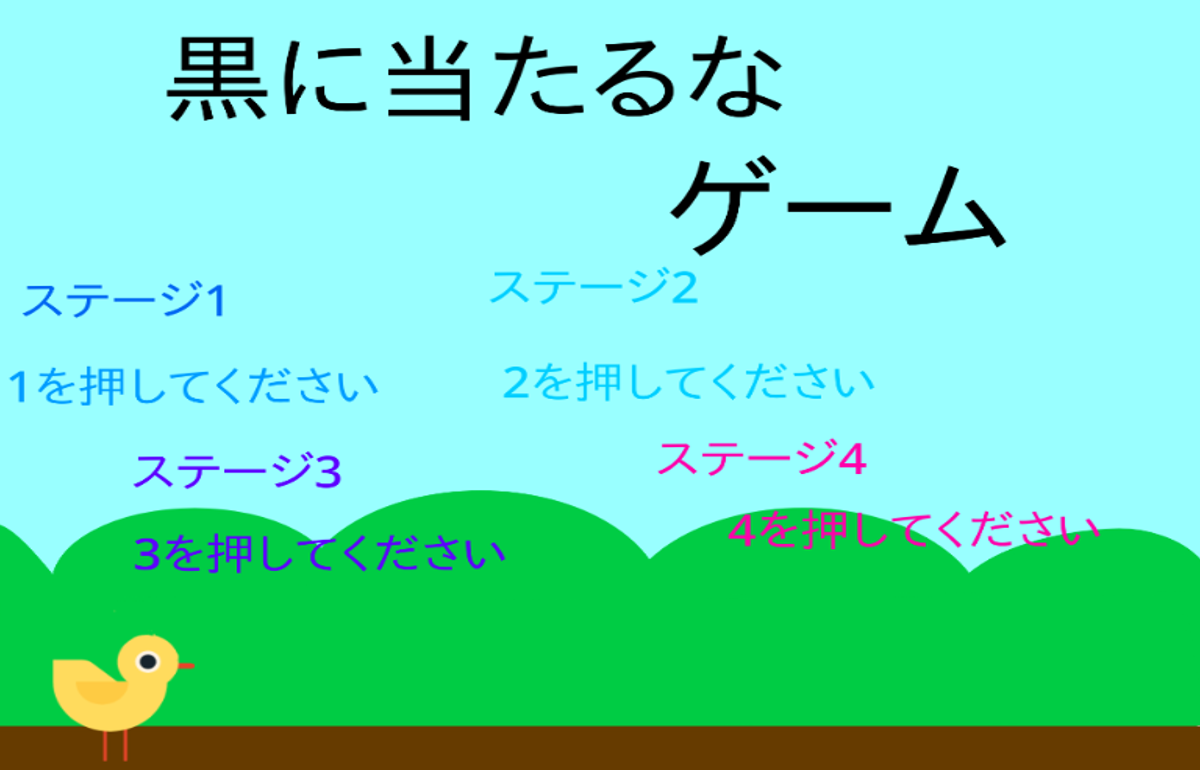 黒に当たるな
ゲーム
ステージ1
1を押してください
ステージ2
2を押してください
ステージ3
3を押してください
ステージ4
4を押してください